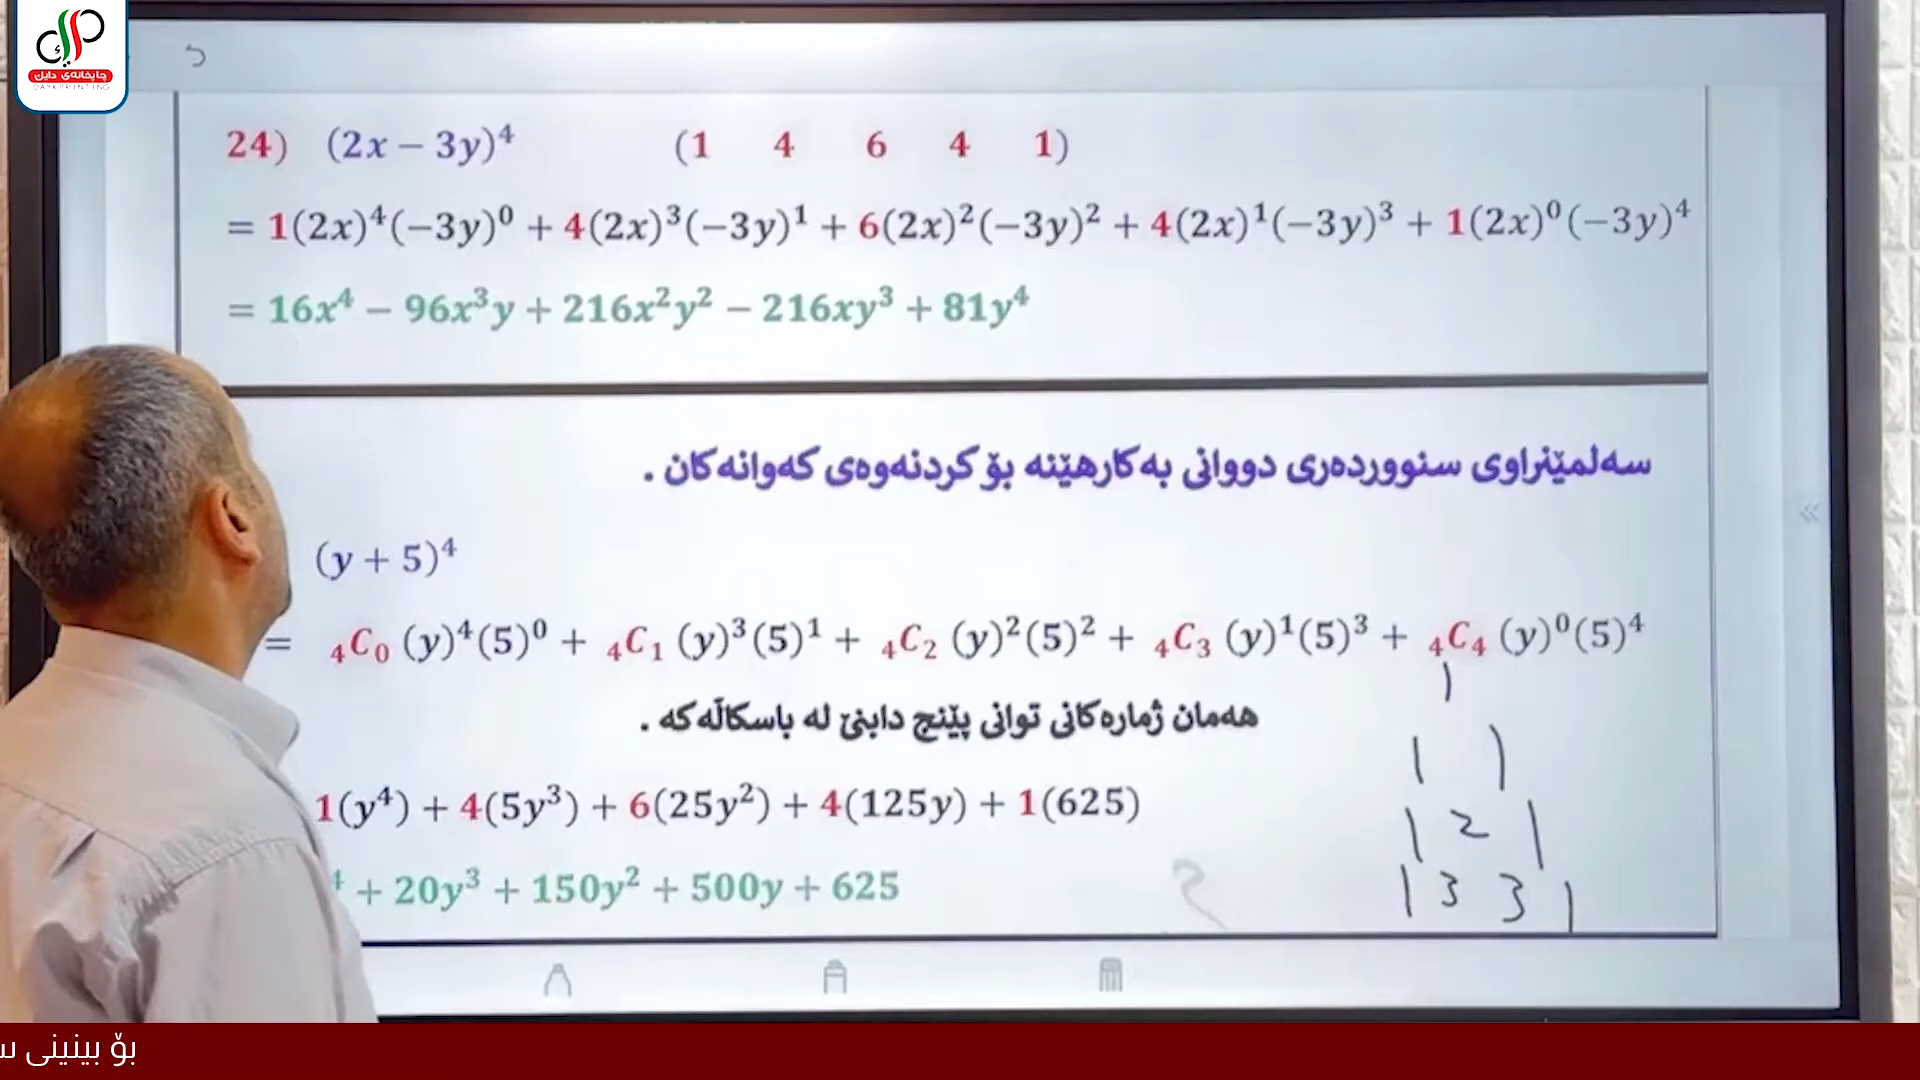 چاپخانەی دایك
DAYKPRINTING
24) (2x − 3y)⁴ (1 4 6 4 1)
= 1(2x)⁴(−3y)⁰ + 4(2x)³(−3y)¹ + 6(2x)²(−3y)² + 4(2x)¹(−3y)³ + 1(2x)⁰(−3y)⁴
= 16x⁴ − 96x³y + 216x²y² − 216xy³ + 81y⁴
سەلمێنراوی سنووردەری دووانی بەکارهێنە بۆ کردنەوەی کەوانەکان .
(y + 5)⁴
= ₄C₀ (y)⁴(5)⁰ + ₄C₁ (y)³(5)¹ + ₄C₂ (y)²(5)² + ₄C₃ (y)¹(5)³ + ₄C₄ (y)⁰(5)⁴
هەمان ژمارەکانی توانی پێنج دابنێ لە باسکاڵەکە .
1(y⁴) + 4(5y³) + 6(25y²) + 4(125y) + 1(625)
⁴ + 20y³ + 150y² + 500y + 625
1
1 1
1 2 1
1 3 3 1
بۆ بینینی